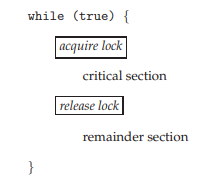 while (true) {
acquire lock
critical section
release lock
remainder section
}